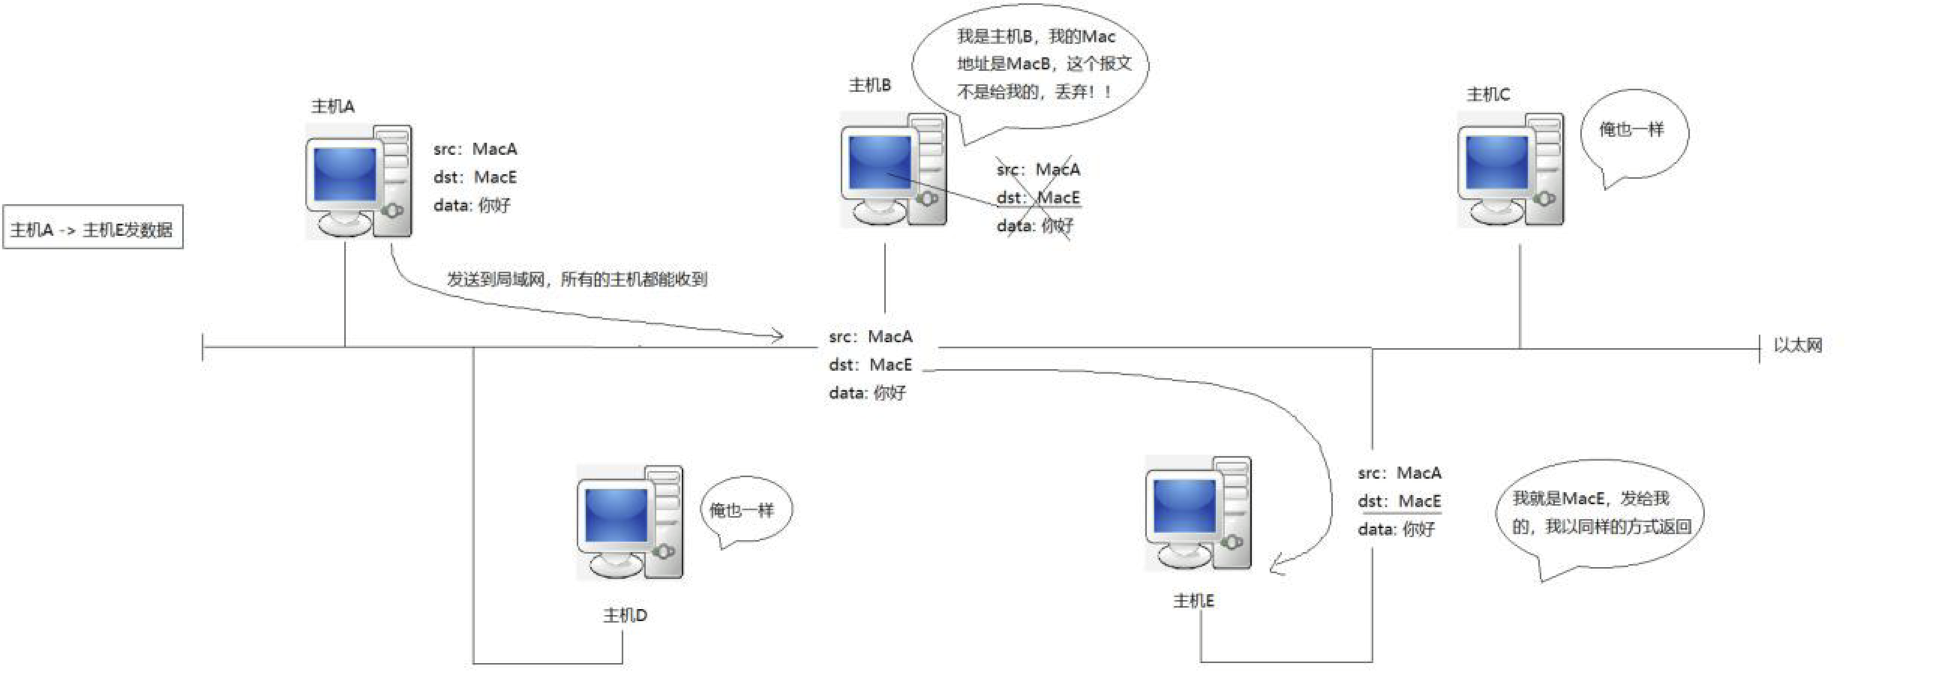 主机A -> 主机E发数据
主机A
src: MacA
dst: MacE
data: 你好
发送到局域网，所有的主机都能收到
主机B
我是主机B，我的Mac
地址是MacB，这个报文
不是给我的，丢弃！！
src: MacA
dst: MacE
data: 你好
主机C
俺也一样
src: MacA
dst: MacE
data: 你好
以太网
俺也一样
主机D
主机E
src: MacA
dst: MacE
data: 你好
我就是MacE，发给我
的，我以同样的方式返回